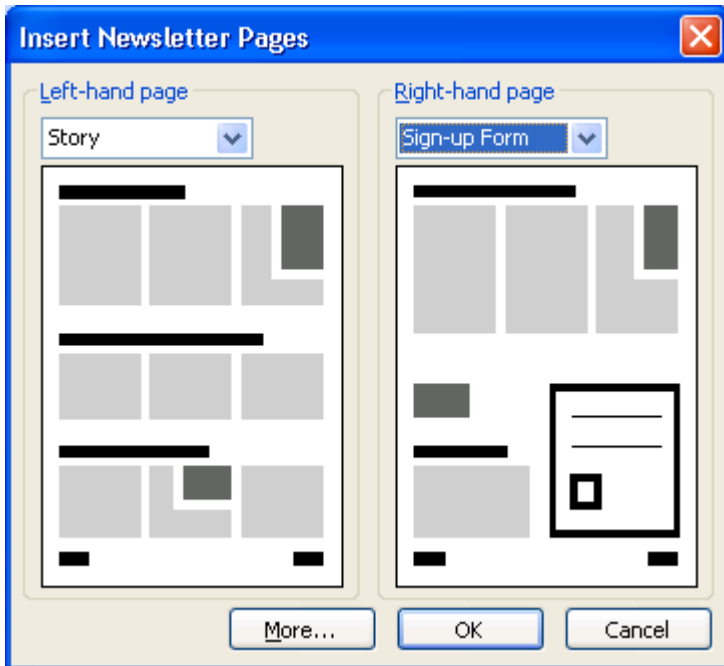 Insert Newsletter Pages
Left-hand page
Right-hand page
Story
Sign-up Form
More...
OK
Cancel